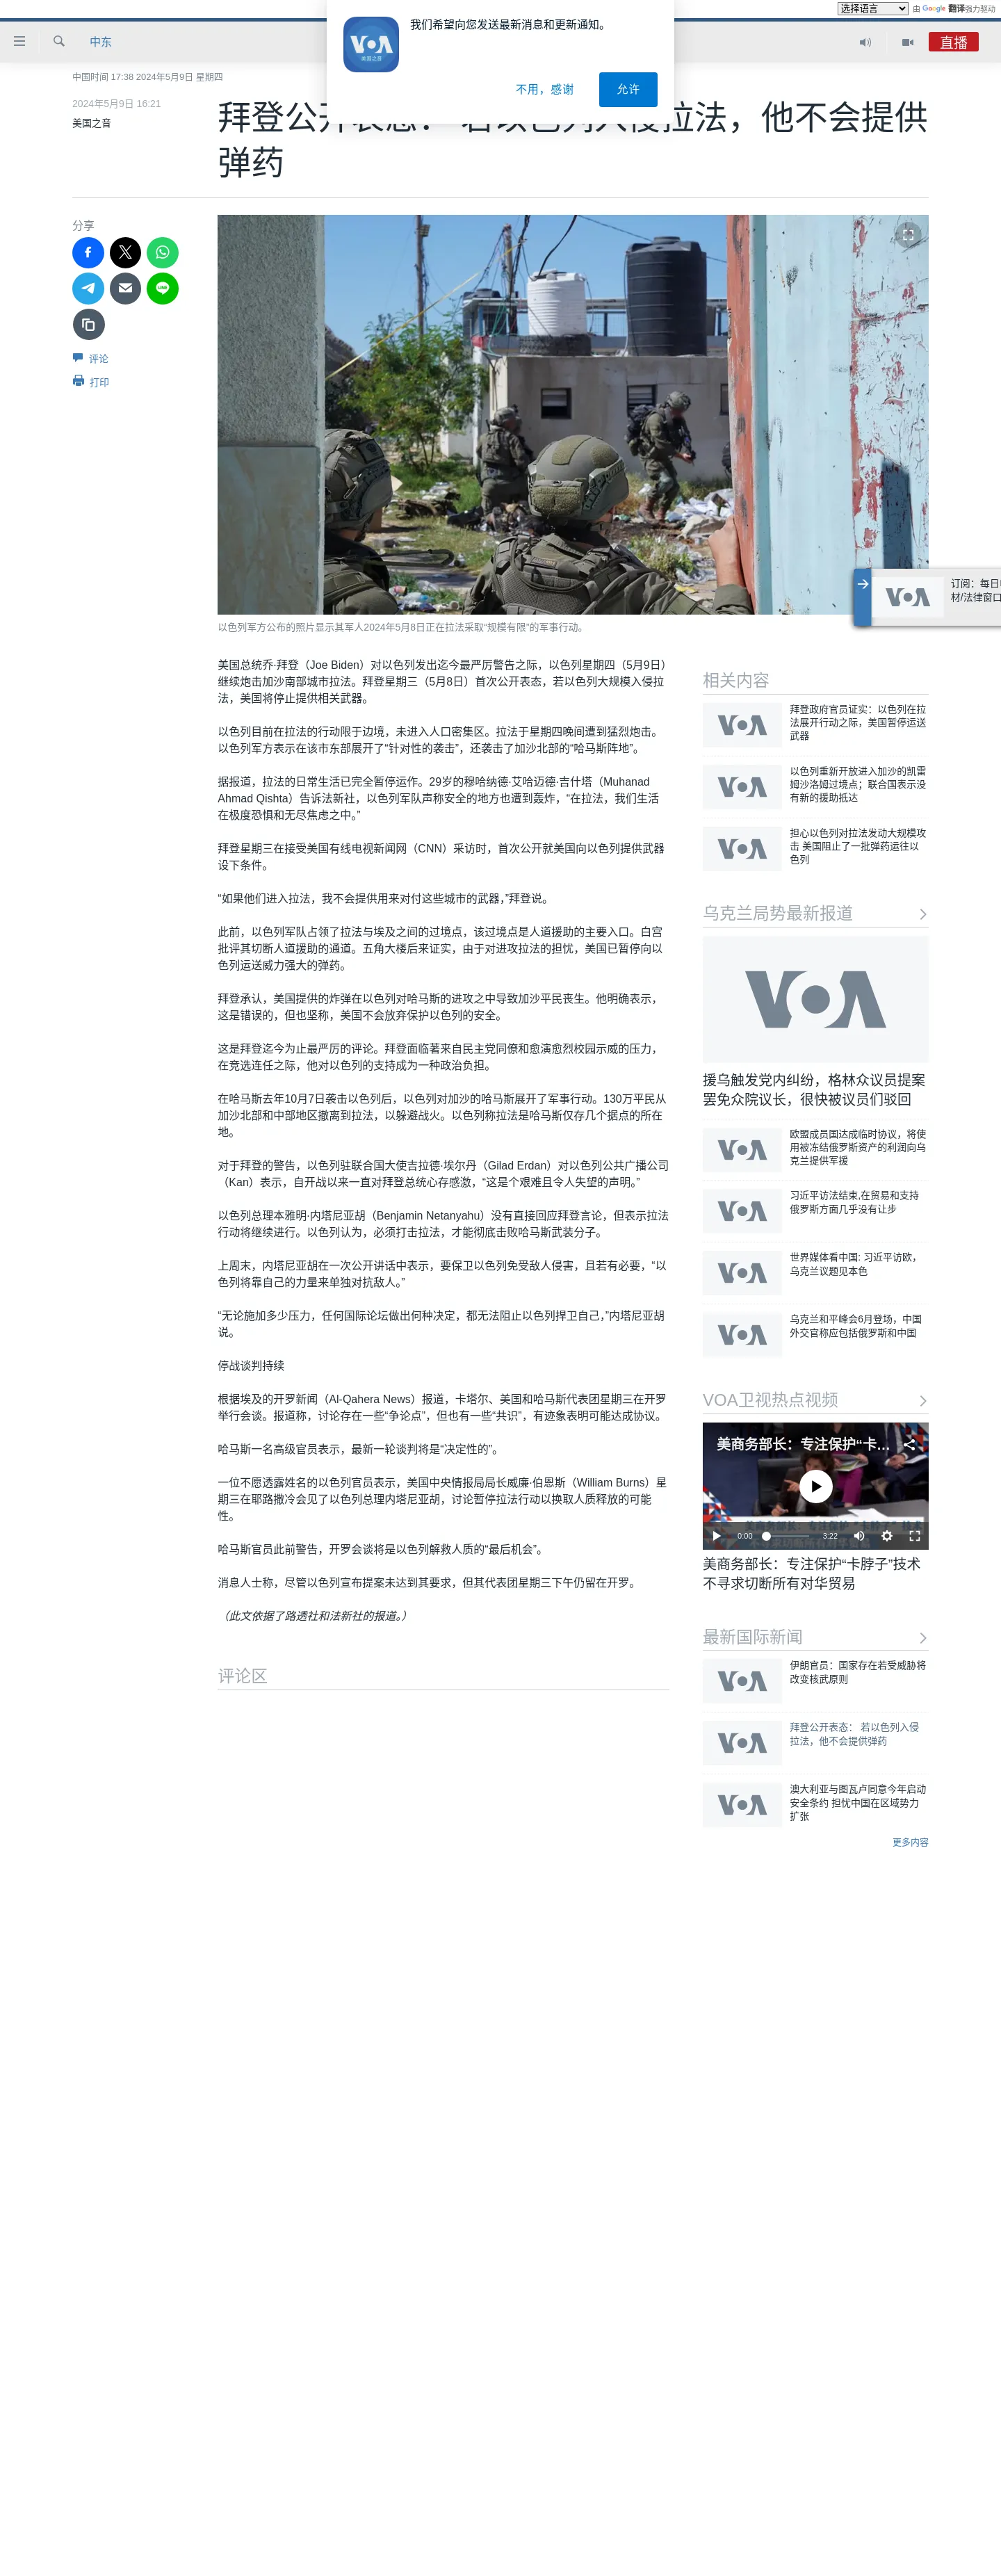 选择语言
由 Google 翻译强力驱动
中东
直播
VOA
美国之音
我们希望向您发送最新消息和更新通知。
不用，感谢
允许
中国时间 17:38 2024年5月9日 星期四
2024年5月9日 16:21
美国之音
拜登公开表态： 若以色列入侵拉法，他不会提供
弹药
分享
评论
打印
以色列军方公布的照片显示其军人2024年5月8日正在拉法采取“规模有限”的军事行动。
VOA
订阅：每日
材/法律窗口
美国总统乔·拜登（Joe Biden）对以色列发出迄今最严厉警告之际，以色列星期四（5月9日）
继续炮击加沙南部城市拉法。拜登星期三（5月8日）首次公开表态，若以色列大规模入侵拉
法，美国将停止提供相关武器。
以色列目前在拉法的行动限于边境，未进入人口密集区。拉法于星期四晚间遭到猛烈炮击。
以色列军方表示在该市东部展开了“针对性的袭击”，还袭击了加沙北部的“哈马斯阵地”。
据报道，拉法的日常生活已完全暂停运作。29岁的穆哈纳德·艾哈迈德·吉什塔（Muhanad
Ahmad Qishta）告诉法新社，以色列军队声称安全的地方也遭到轰炸，“在拉法，我们生活
在极度恐惧和无尽焦虑之中。”
拜登星期三在接受美国有线电视新闻网（CNN）采访时，首次公开就美国向以色列提供武器
设下条件。
“如果他们进入拉法，我不会提供用来对付这些城市的武器，”拜登说。
此前，以色列军队占领了拉法与埃及之间的过境点，该过境点是人道援助的主要入口。白宫
批评其切断人道援助的通道。五角大楼后来证实，由于对进攻拉法的担忧，美国已暂停向以
色列运送威力强大的弹药。
拜登承认，美国提供的炸弹在以色列对哈马斯的进攻之中导致加沙平民丧生。他明确表示，
这是错误的，但也坚称，美国不会放弃保护以色列的安全。
这是拜登迄今为止最严厉的评论。拜登面临著来自民主党同僚和愈演愈烈校园示威的压力，
在竞选连任之际，他对以色列的支持成为一种政治负担。
在哈马斯去年10月7日袭击以色列后，以色列对加沙的哈马斯展开了军事行动。130万平民从
加沙北部和中部地区撤离到拉法，以躲避战火。以色列称拉法是哈马斯仅存几个据点的所在
地。
对于拜登的警告，以色列驻联合国大使吉拉德·埃尔丹（Gilad Erdan）对以色列公共广播公司
（Kan）表示，自开战以来一直对拜登总统心存感激，“这是个艰难且令人失望的声明。”
以色列总理本雅明·内塔尼亚胡（Benjamin Netanyahu）没有直接回应拜登言论，但表示拉法
行动将继续进行。以色列认为，必须打击拉法，才能彻底击败哈马斯武装分子。
上周末，内塔尼亚胡在一次公开讲话中表示，要保卫以色列免受敌人侵害，且若有必要，“以
色列将靠自己的力量来单独对抗敌人。”
“无论施加多少压力，任何国际论坛做出何种决定，都无法阻止以色列捍卫自己，”内塔尼亚胡
说。
停战谈判持续
根据埃及的开罗新闻（Al-Qahera News）报道，卡塔尔、美国和哈马斯代表团星期三在开罗
举行会谈。报道称，讨论存在一些“争论点”，但也有一些“共识”，有迹象表明可能达成协议。
哈马斯一名高级官员表示，最新一轮谈判将是“决定性的”。
一位不愿透露姓名的以色列官员表示，美国中央情报局局长威廉·伯恩斯（William Burns）星
期三在耶路撒冷会见了以色列总理内塔尼亚胡，讨论暂停拉法行动以换取人质释放的可能
性。
哈马斯官员此前警告，开罗会谈将是以色列解救人质的“最后机会”。
消息人士称，尽管以色列宣布提案未达到其要求，但其代表团星期三下午仍留在开罗。
（此文依据了路透社和法新社的报道。）
评论区
相关内容
VOA
拜登政府官员证实：以色列在拉
法展开行动之际，美国暂停运送
武器
VOA
以色列重新开放进入加沙的凯雷
姆沙洛姆过境点；联合国表示没
有新的援助抵达
VOA
担心以色列对拉法发动大规模攻
击 美国阻止了一批弹药运往以
色列
乌克兰局势最新报道
VOA
援乌触发党内纠纷，格林众议员提案
罢免众院议长，很快被议员们驳回
VOA
欧盟成员国达成临时协议，将使
用被冻结俄罗斯资产的利润向乌
克兰提供军援
VOA
习近平访法结束,在贸易和支持
俄罗斯方面几乎没有让步
VOA
世界媒体看中国: 习近平访欧，
乌克兰议题见本色
VOA
乌克兰和平峰会6月登场，中国
外交官称应包括俄罗斯和中国
VOA卫视热点视频
美商务部长：专注保护“卡...
0:00
3:22
美商务部长：专注保护“卡脖子”技术
不寻求切断所有对华贸易
最新国际新闻
VOA
伊朗官员：国家存在若受威胁将
改变核武原则
VOA
拜登公开表态： 若以色列入侵
拉法，他不会提供弹药
VOA
澳大利亚与图瓦卢同意今年启动
安全条约 担忧中国在区域势力
扩张
更多内容